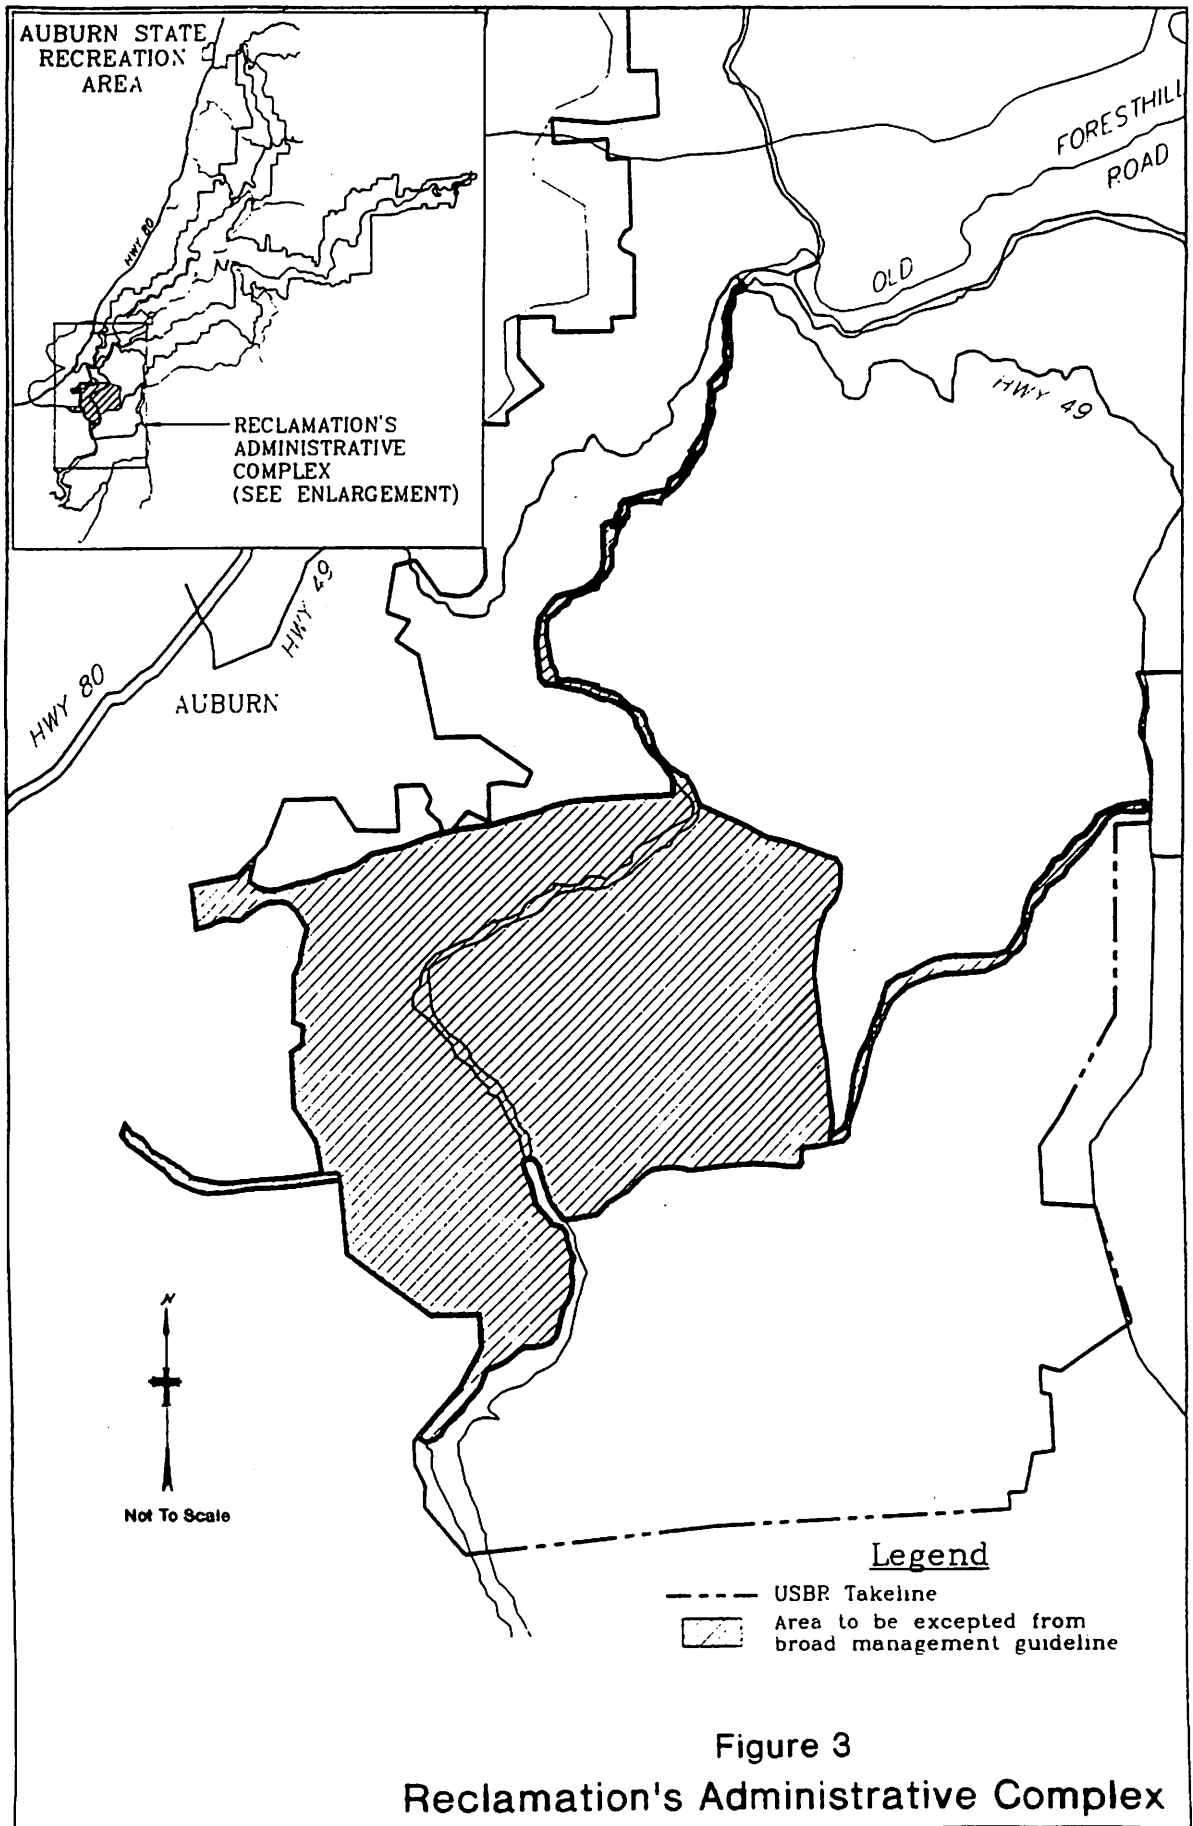 AUBURN STATE
RECREATION
AREA
HWY 80
RECLAMATION'S
ADMINISTRATIVE
COMPLEX
(SEE ENLARGEMENT)
FORESTHILL
ROAD
OLD
HWY 49
HWY 49
HWY 80
AUBURN
N
Not To Scale
Legend
USBR Takeline
Area to be excepted from
broad management guideline
Figure 3
Reclamation's Administrative Complex